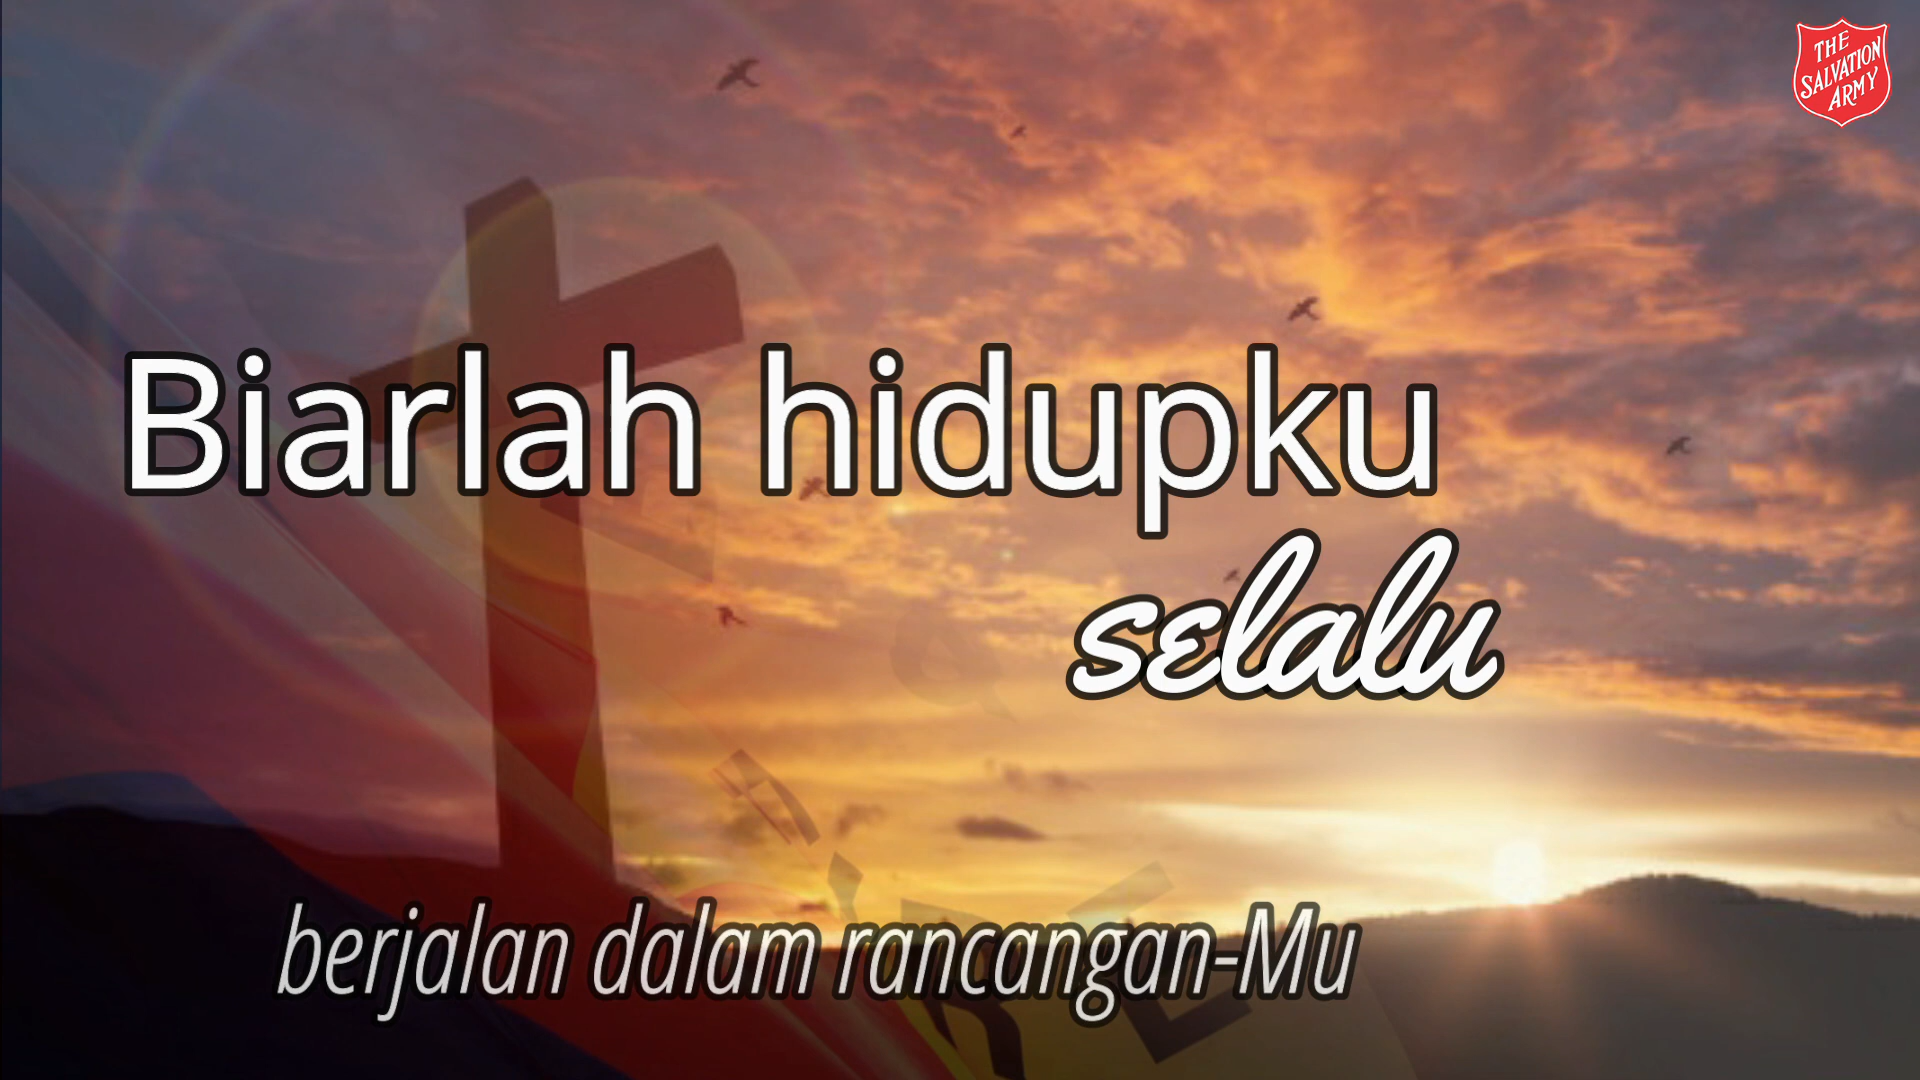 THE
SALVATION
ARMY
Biarlah hidupku
selalu
berjalan dalam rancangan-Mu